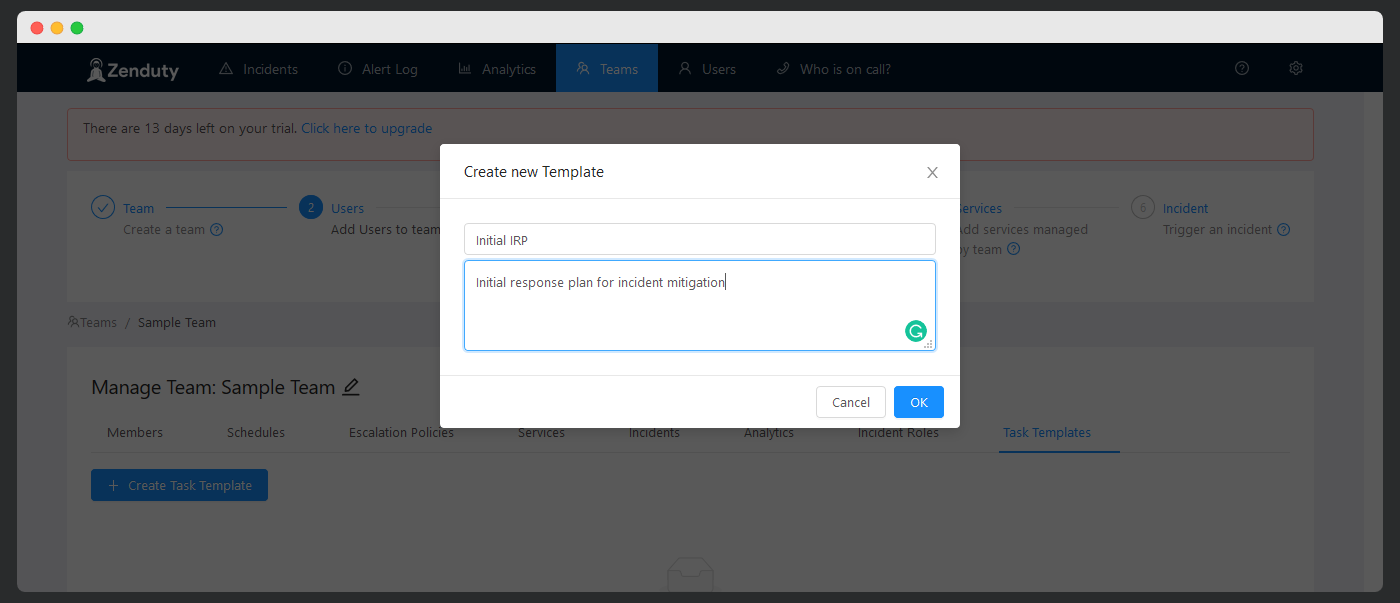 Zenduty
Incidents
Alert Log
Analytics
Teams
Users
Who is on call?
There are 13 days left on your trial. Click here to upgrade
Create new Template
2
Team
Users
Services
6
Incident
Create a team
Add Users to team
Add services managed
by team
Trigger an incident
Initial IRP
Initial response plan for incident mitigation
Teams / Sample Team
Manage Team: Sample Team
Cancel
OK
Members
Schedules
Escalation Policies
Services
Incidents
Analytics
Incident Roles
Task Templates
+ Create Task Template